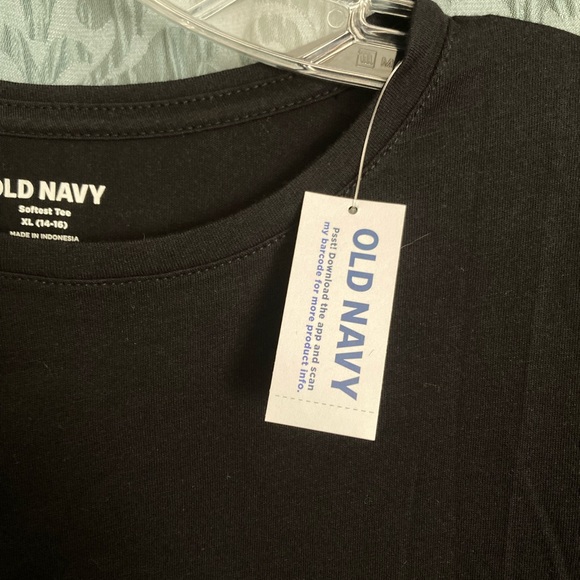 OLD NAVY
Softest Tee
XL (14-16)
MADE IN INDONESIA
OLD NAVY
Psst! Download the app and scan
my barcode for more product info.
M